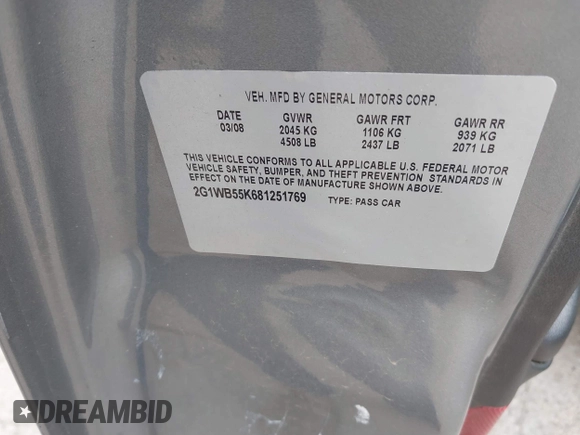 VEH. MFD BY GENERAL MOTORS CORP.
DATE GVWR GAWR FRT GAWR RR
03/08 2045 KG 1106 KG 939 KG
4508 LB 2437 LB 2071 LB
THIS VEHICLE CONFORMS TO ALL APPLICABLE U.S. FEDERAL MOTOR
VEHICLE SAFETY, BUMPER, AND THEFT PREVENTION STANDARDS IN
EFFECT ON THE DATE OF MANUFACTURE SHOWN ABOVE.
2G1WB55K681251769 TYPE: PASS CAR
DREAMBID